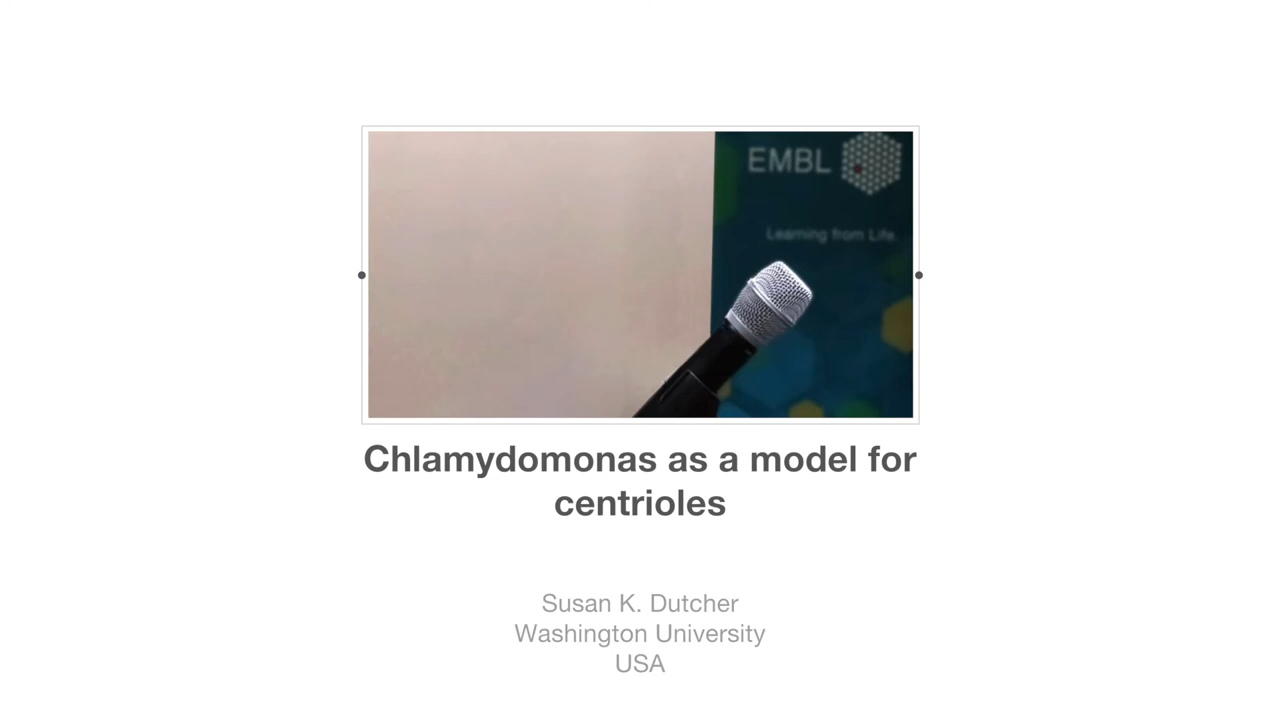 EMBL
Learning from Life.
Chlamydomonas as a model for
centrioles
Susan K. Dutcher
Washington University
USA